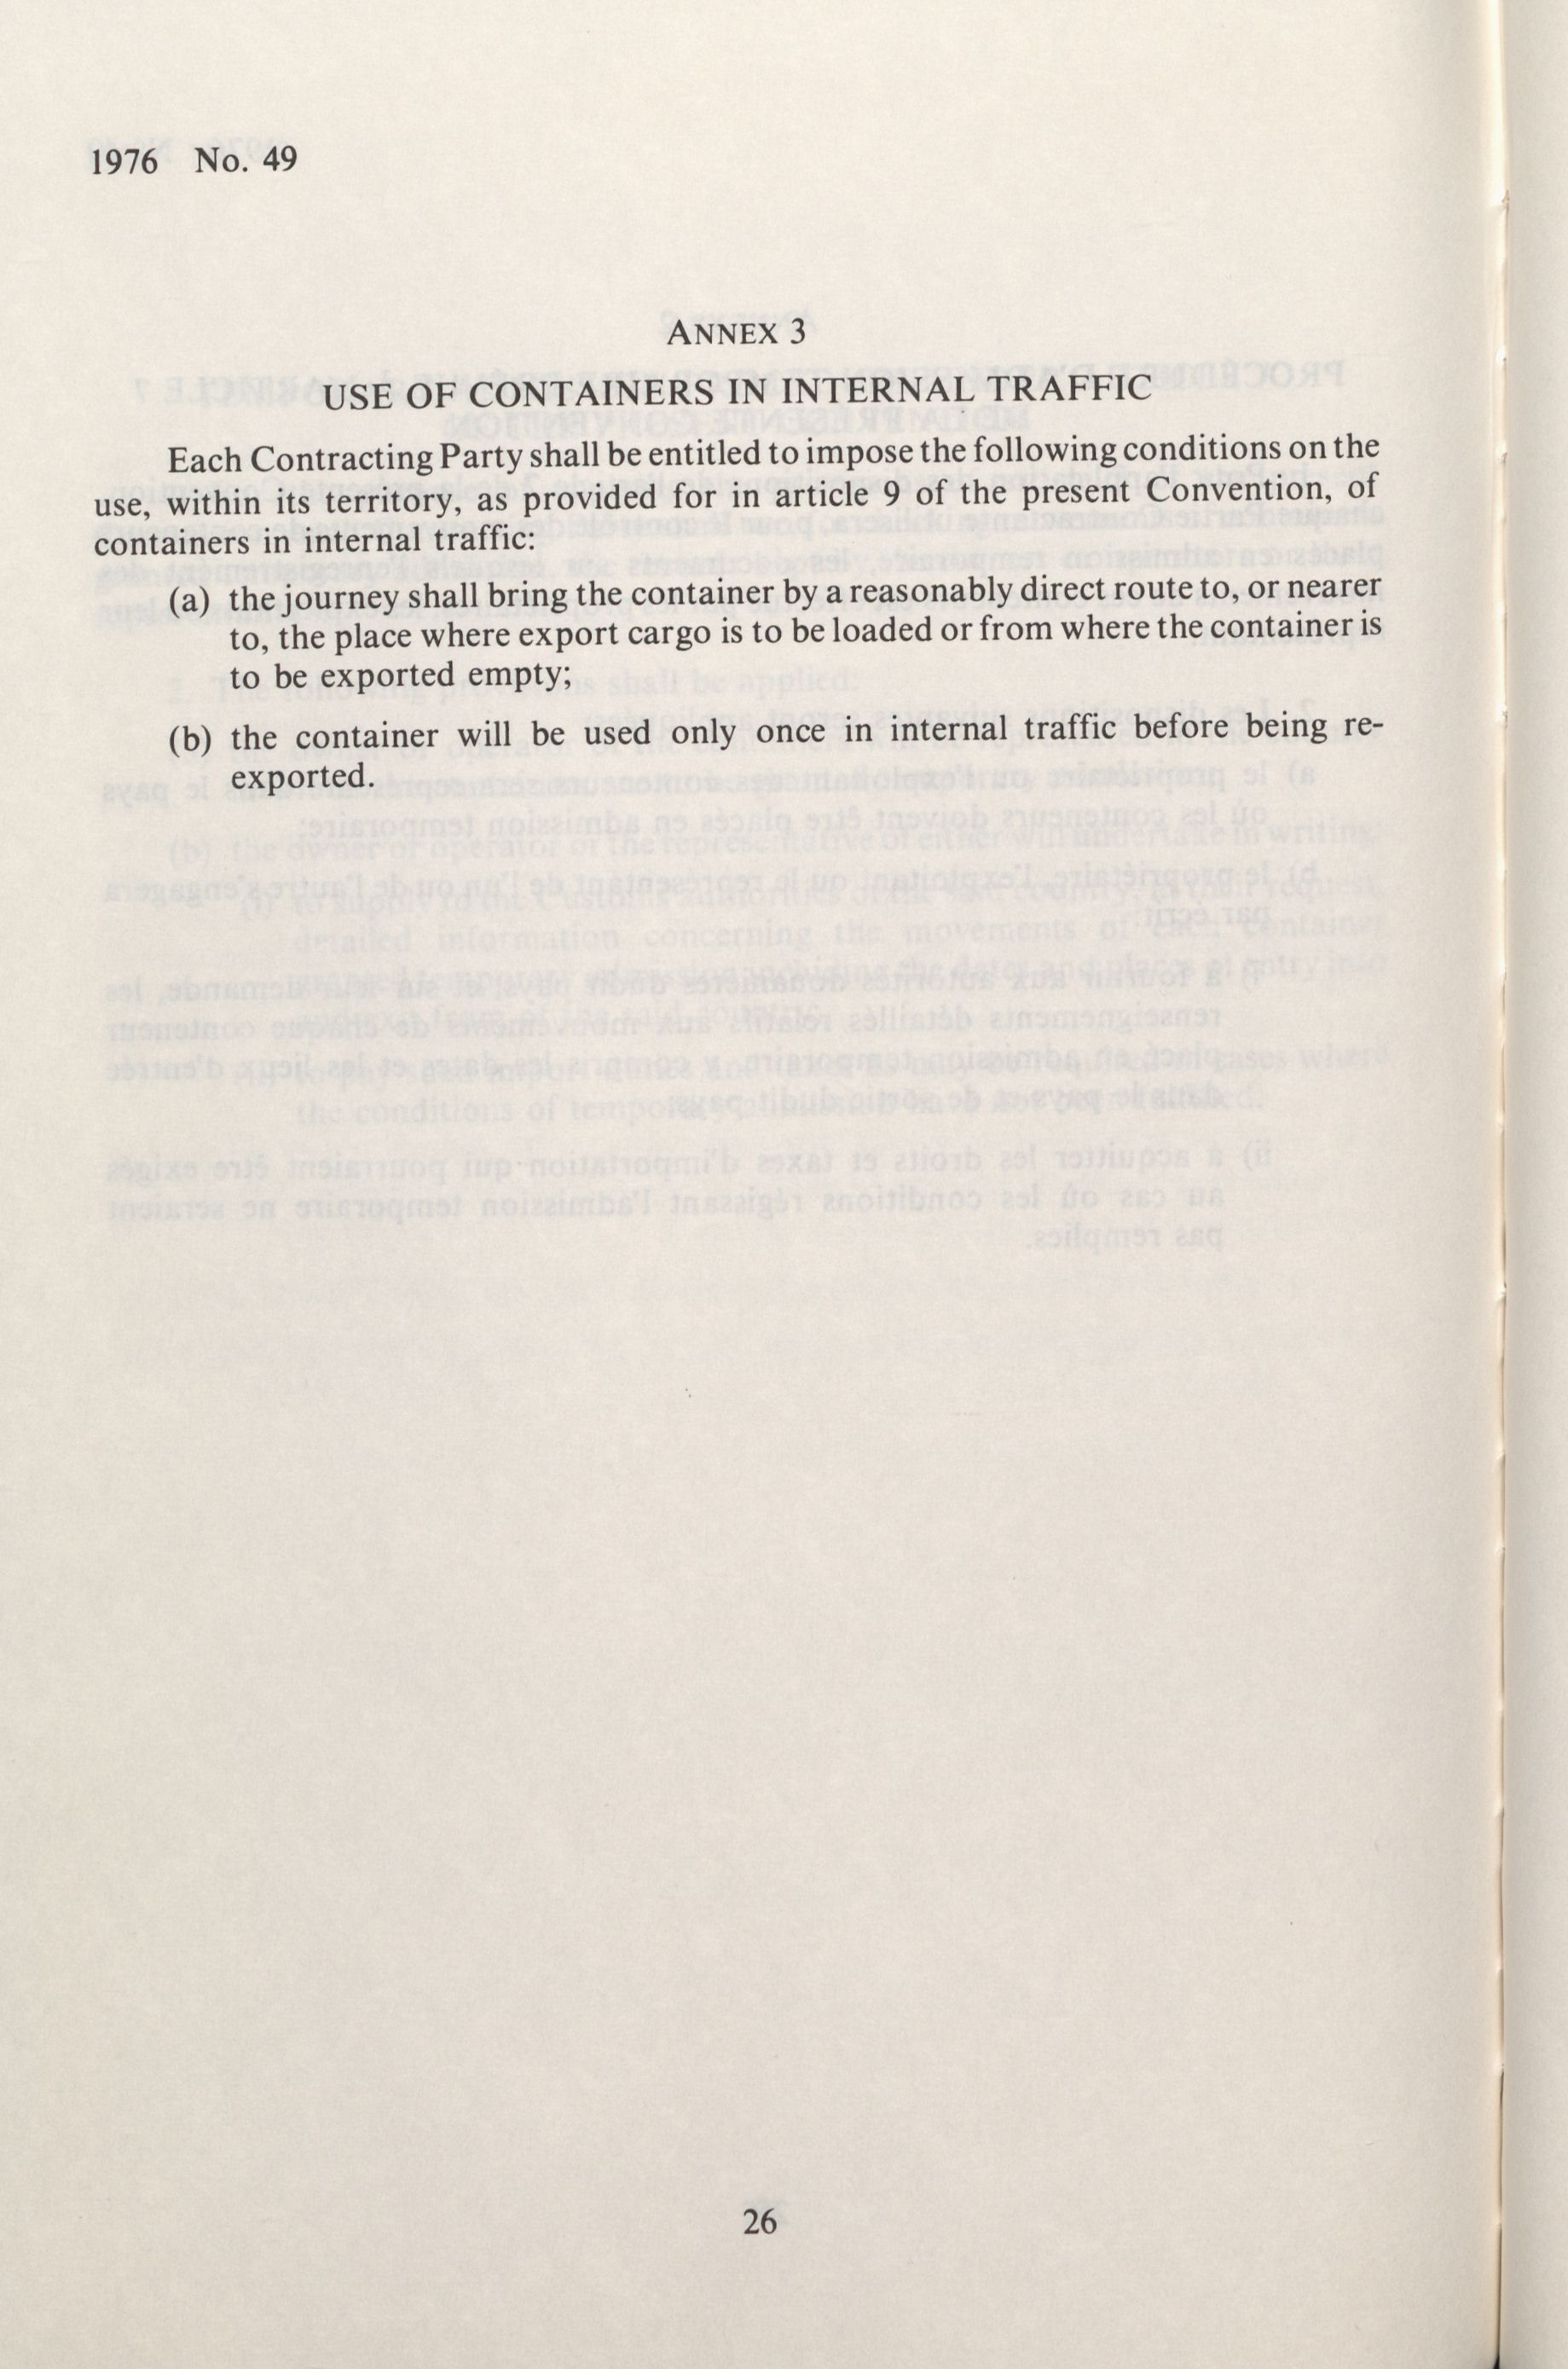 1976 No. 49
ANNEX 3
USE OF CONTAINERS IN INTERNAL TRAFFIC
Each Contracting Party shall be entitled to impose the following conditions on the
use, within its territory, as provided for in article 9 of the present Convention, of
containers in internal traffic:
(a) the journey shall bring the container by a reasonably direct route to, or nearer
to, the place where export cargo is to be loaded or from where the container is
to be exported empty;
(b) the container will be used only once in internal traffic before being re-
exported.
26